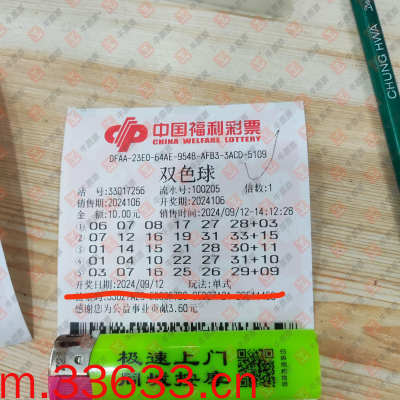 CHUNG HWA
中国福利彩票
CHINA WELFARE LOTTERY
DFAA-23E0-64AE-9548-AFB3-3ACD-5109
双色球
站 号:33017256 流水号:100205 倍数:1
销售期:2024106 开奖期:2024106
金 额:10.00元 销售时间:2024/09/12-14:12:28
① 06 07 08 17 27 28+03
② 07 12 16 19 31 33+15
③ 01 14 15 21 28 30+11
④ 01 04 10 22 27 31+10
⑤ 03 07 16 25 26 29+09
开奖日期:2024/09/12 玩法:单式
感谢您为公益事业贡献3.60元
极速上门
m.33633.cn